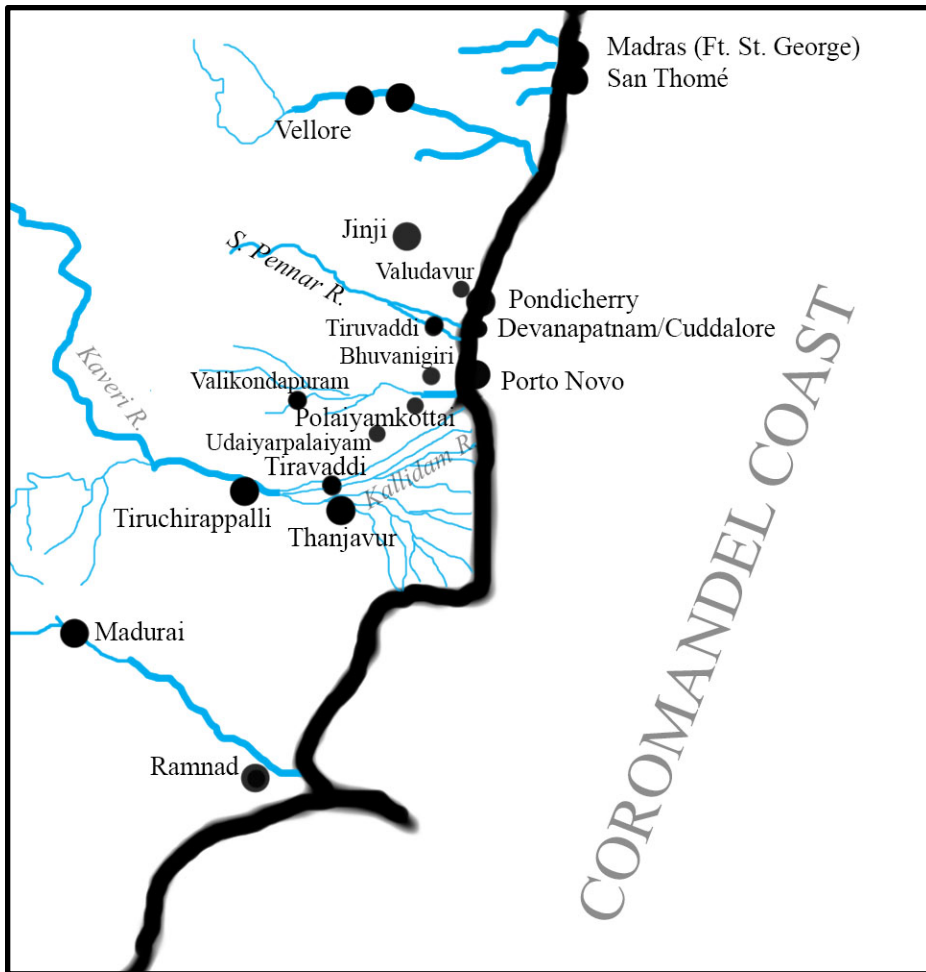 Madras (Ft. St. George)
San Thomé
Vellore
Jinji
S. Pennar R.
Valudavur
Pondicherry
Tiruvaddi
Devanapatnam/Cuddalore
Bhuvanigiri
Kaveri R.
Valikondapuram
Porto Novo
Polaiyamkottai
Udaiyarpalaiyam
Tiravaddi
Kallidam R
Tiruchirappalli
Thanjavur
Madurai
Ramnad
COROMANDEL COAST